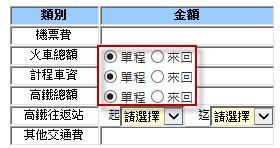 類別 金額
機票費
火車總額 單程 來回
計程車資 單程 來回
高鐵總額 單程 來回
高鐵往返站 起 請選擇 迄 請選擇
其他交通費